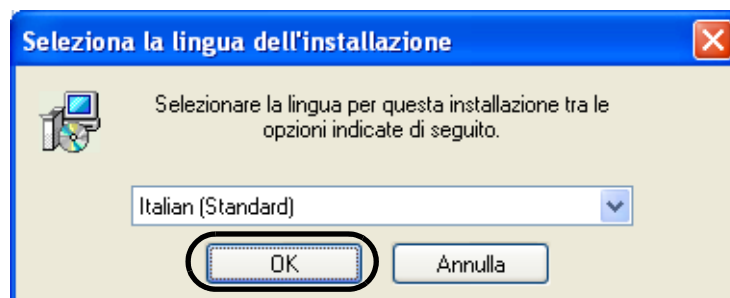 Seleziona la lingua dell'installazione
Selezionare la lingua per questa installazione tra le
opzioni indicate di seguito.
Italian (Standard)
OK
Annulla